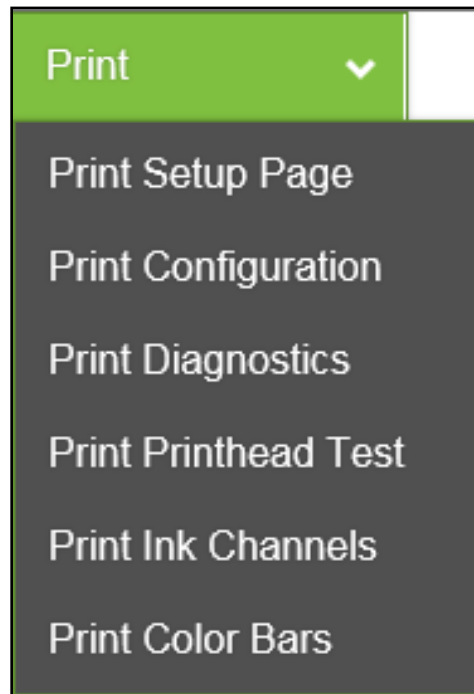 Print
Print Setup Page
Print Configuration
Print Diagnostics
Print Printhead Test
Print Ink Channels
Print Color Bars